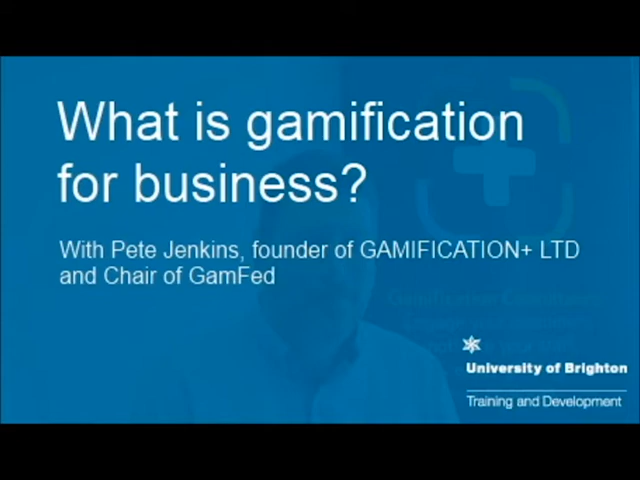 What is gamification
for business?
With Pete Jenkins, founder of GAMIFICATION+ LTD
and Chair of GamFed
University of Brighton
Training and Development